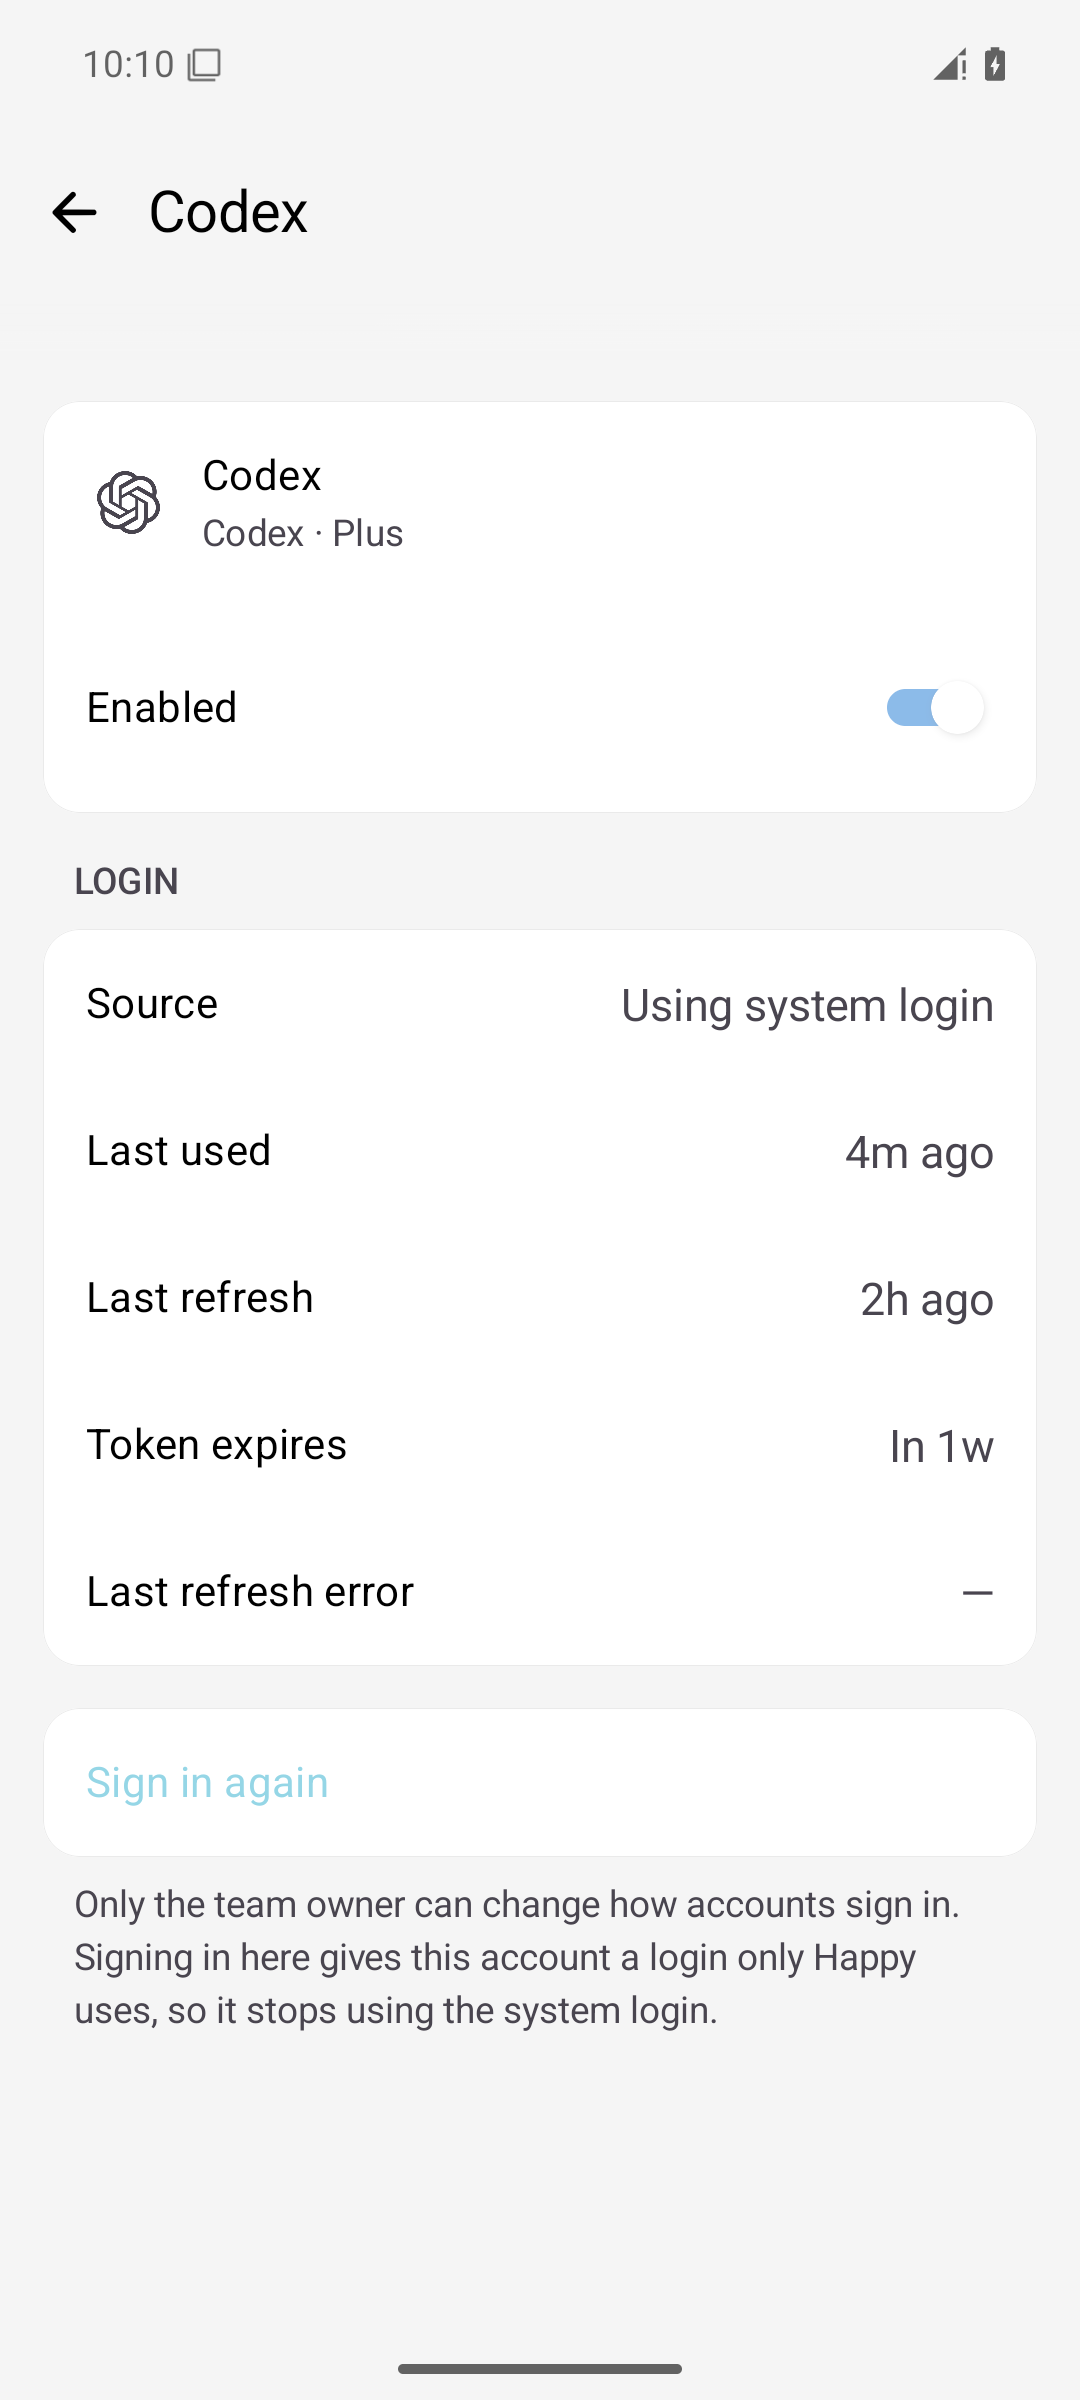 10:10
Codex
Codex
Codex · Plus
Enabled
LOGIN
Source
Using system login
Last used
4m ago
Last refresh
2h ago
Token expires
In 1w
Last refresh error
—
Sign in again
Only the team owner can change how accounts sign in.
Signing in here gives this account a login only Happy
uses, so it stops using the system login.